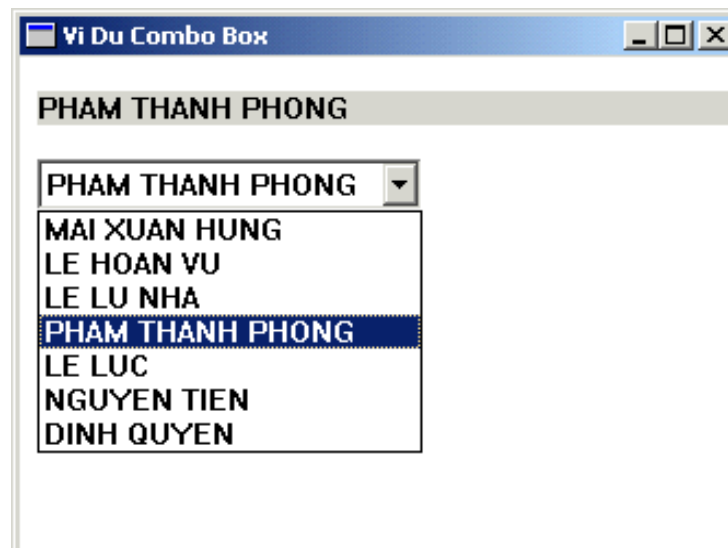 Vi Du Combo Box
PHAM THANH PHONG
PHAM THANH PHONG
MAI XUAN HUNG
LE HOAN VU
LE LU NHA
PHAM THANH PHONG
LE LUC
NGUYEN TIEN
DINH QUYEN